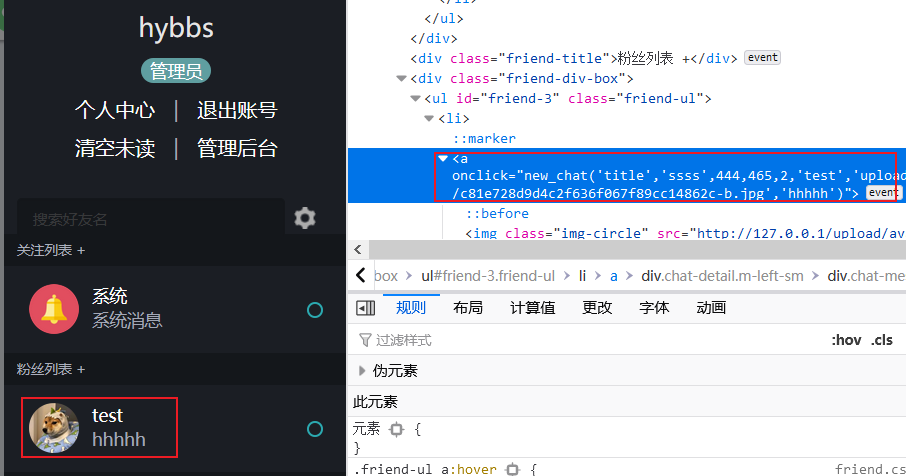 hybbs
管理员
个人中心 | 退出账号
清空未读 | 管理后台
搜索好友名
关注列表 +
系统
系统消息
粉丝列表 +
test
hhhhh
</ul>
</div>
<div class="friend-title">粉丝列表 +</div> event
<div class="friend-div-box">
<ul id="friend-3" class="friend-ul">
<li>
::marker
<a
onclick="new_chat('title','ssss',444,465,2,'test','upload
/c81e728d9d4c2f636f067f89cc14862c-b.jpg','hhhhh')"> event
::before
<img class="img-circle" src="http://127.0.0.1/upload/av
box > ul#friend-3.friend-ul > li > a > div.chat-detail.m-left-sm > div.chat-me
规则 布局 计算值 更改 字体 动画
过滤样式 :hov .cls
伪元素
此元素
元素 {
}
.friend-ul a:hover { friend.cs